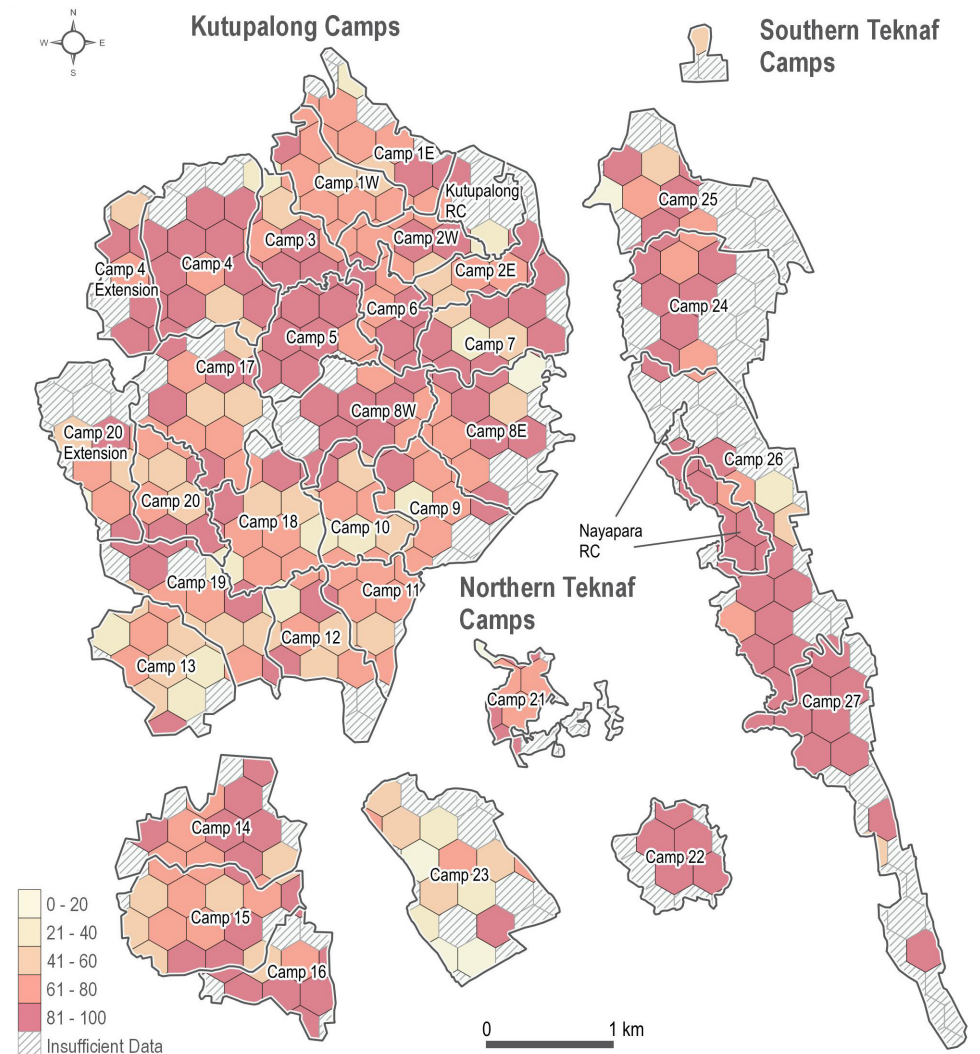 N
W
E
S
Kutupalong Camps
Southern Teknaf
Camps
Camp 1E
Camp 1W
Kutupalong
RC
Camp 25
Camp 3
Camp 2W
Camp 4
Camp 4
Extension
Camp 2E
Camp 6
Camp 24
Camp 5
Camp 7
Camp 17
Camp 8W
Camp 8E
Camp 20
Extension
Camp 26
Camp 20
Camp 18
Camp 10
Camp 9
Nayapara
RC
Camp 19
Camp 11
Northern Teknaf
Camps
Camp 12
Camp 13
Camp 21
Camp 27
Camp 14
Camp 22
Camp 23
Camp 15
Camp 16
0 - 20
21 - 40
41 - 60
61 - 80
81 - 100
Insufficient Data
0
1 km